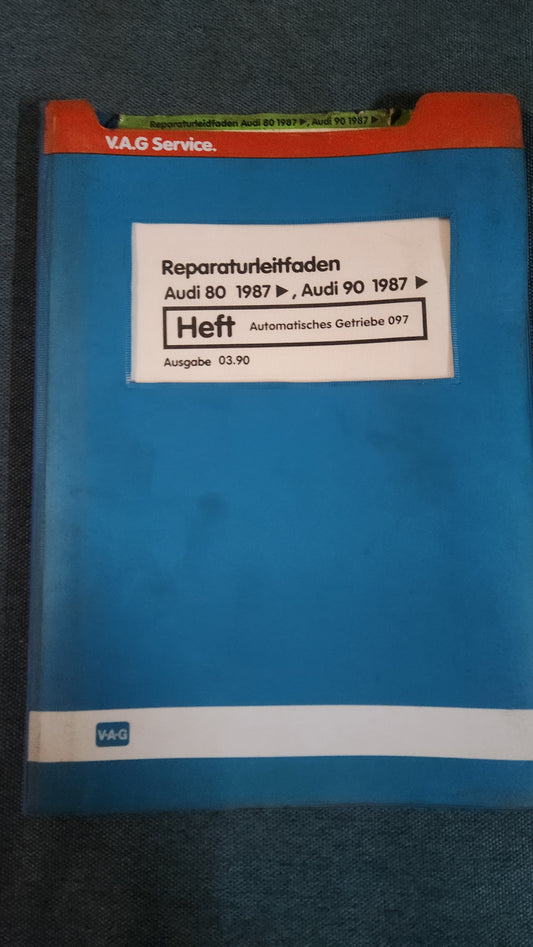 Reparaturleidfaden Audi 80 1987 ▶, Audi 90 1987 ▶
V.A.G Service.
Reparaturleitfaden
Audi 80 1987 ▶, Audi 90 1987 ▶
Heft Automatisches Getriebe 097
Ausgabe 03.90
V·A·G